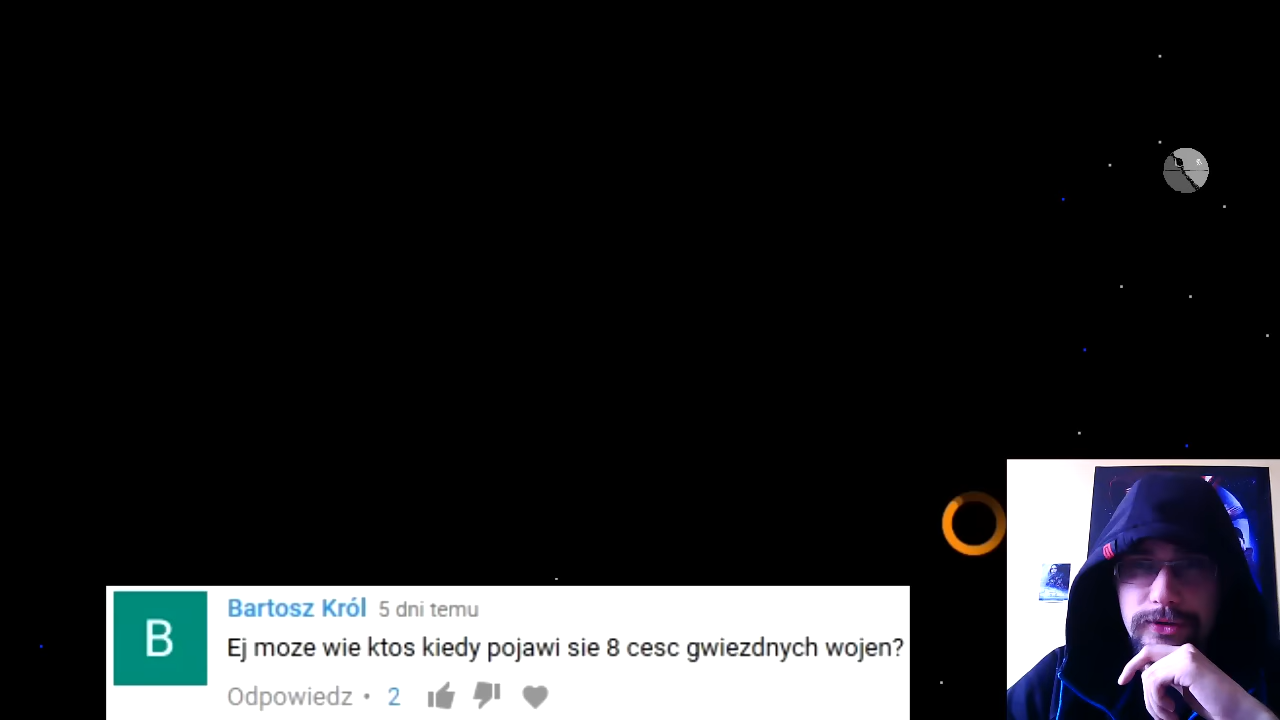 B
Bartosz Król 5 dni temu
Ej moze wie ktos kiedy pojawi sie 8 cesc gwiezdnych wojen?
Odpowiedz • 2